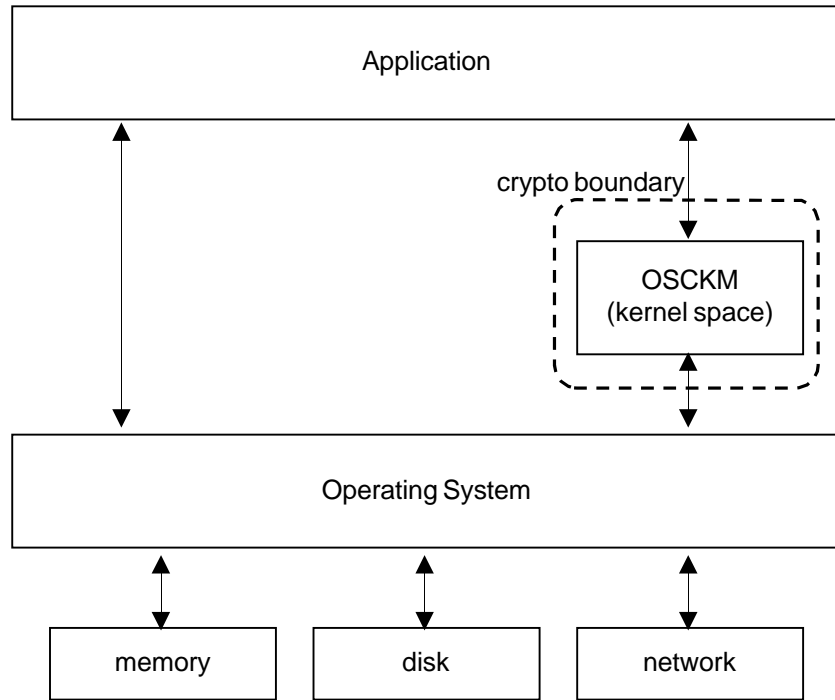 Application
crypto boundary
OSCKM
(kernel space)
Operating System
memory
disk
network